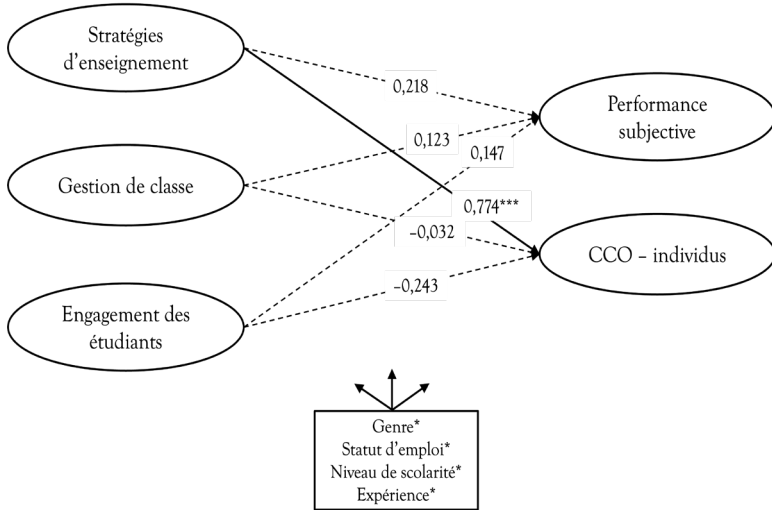 Stratégies
d’enseignement
0,218
Performance
subjective
0,123
0,147
Gestion de classe
0,774***
–0,032
CCO – individus
–0,243
Engagement des
étudiants
Genre*
Statut d’emploi*
Niveau de scolarité*
Expérience*